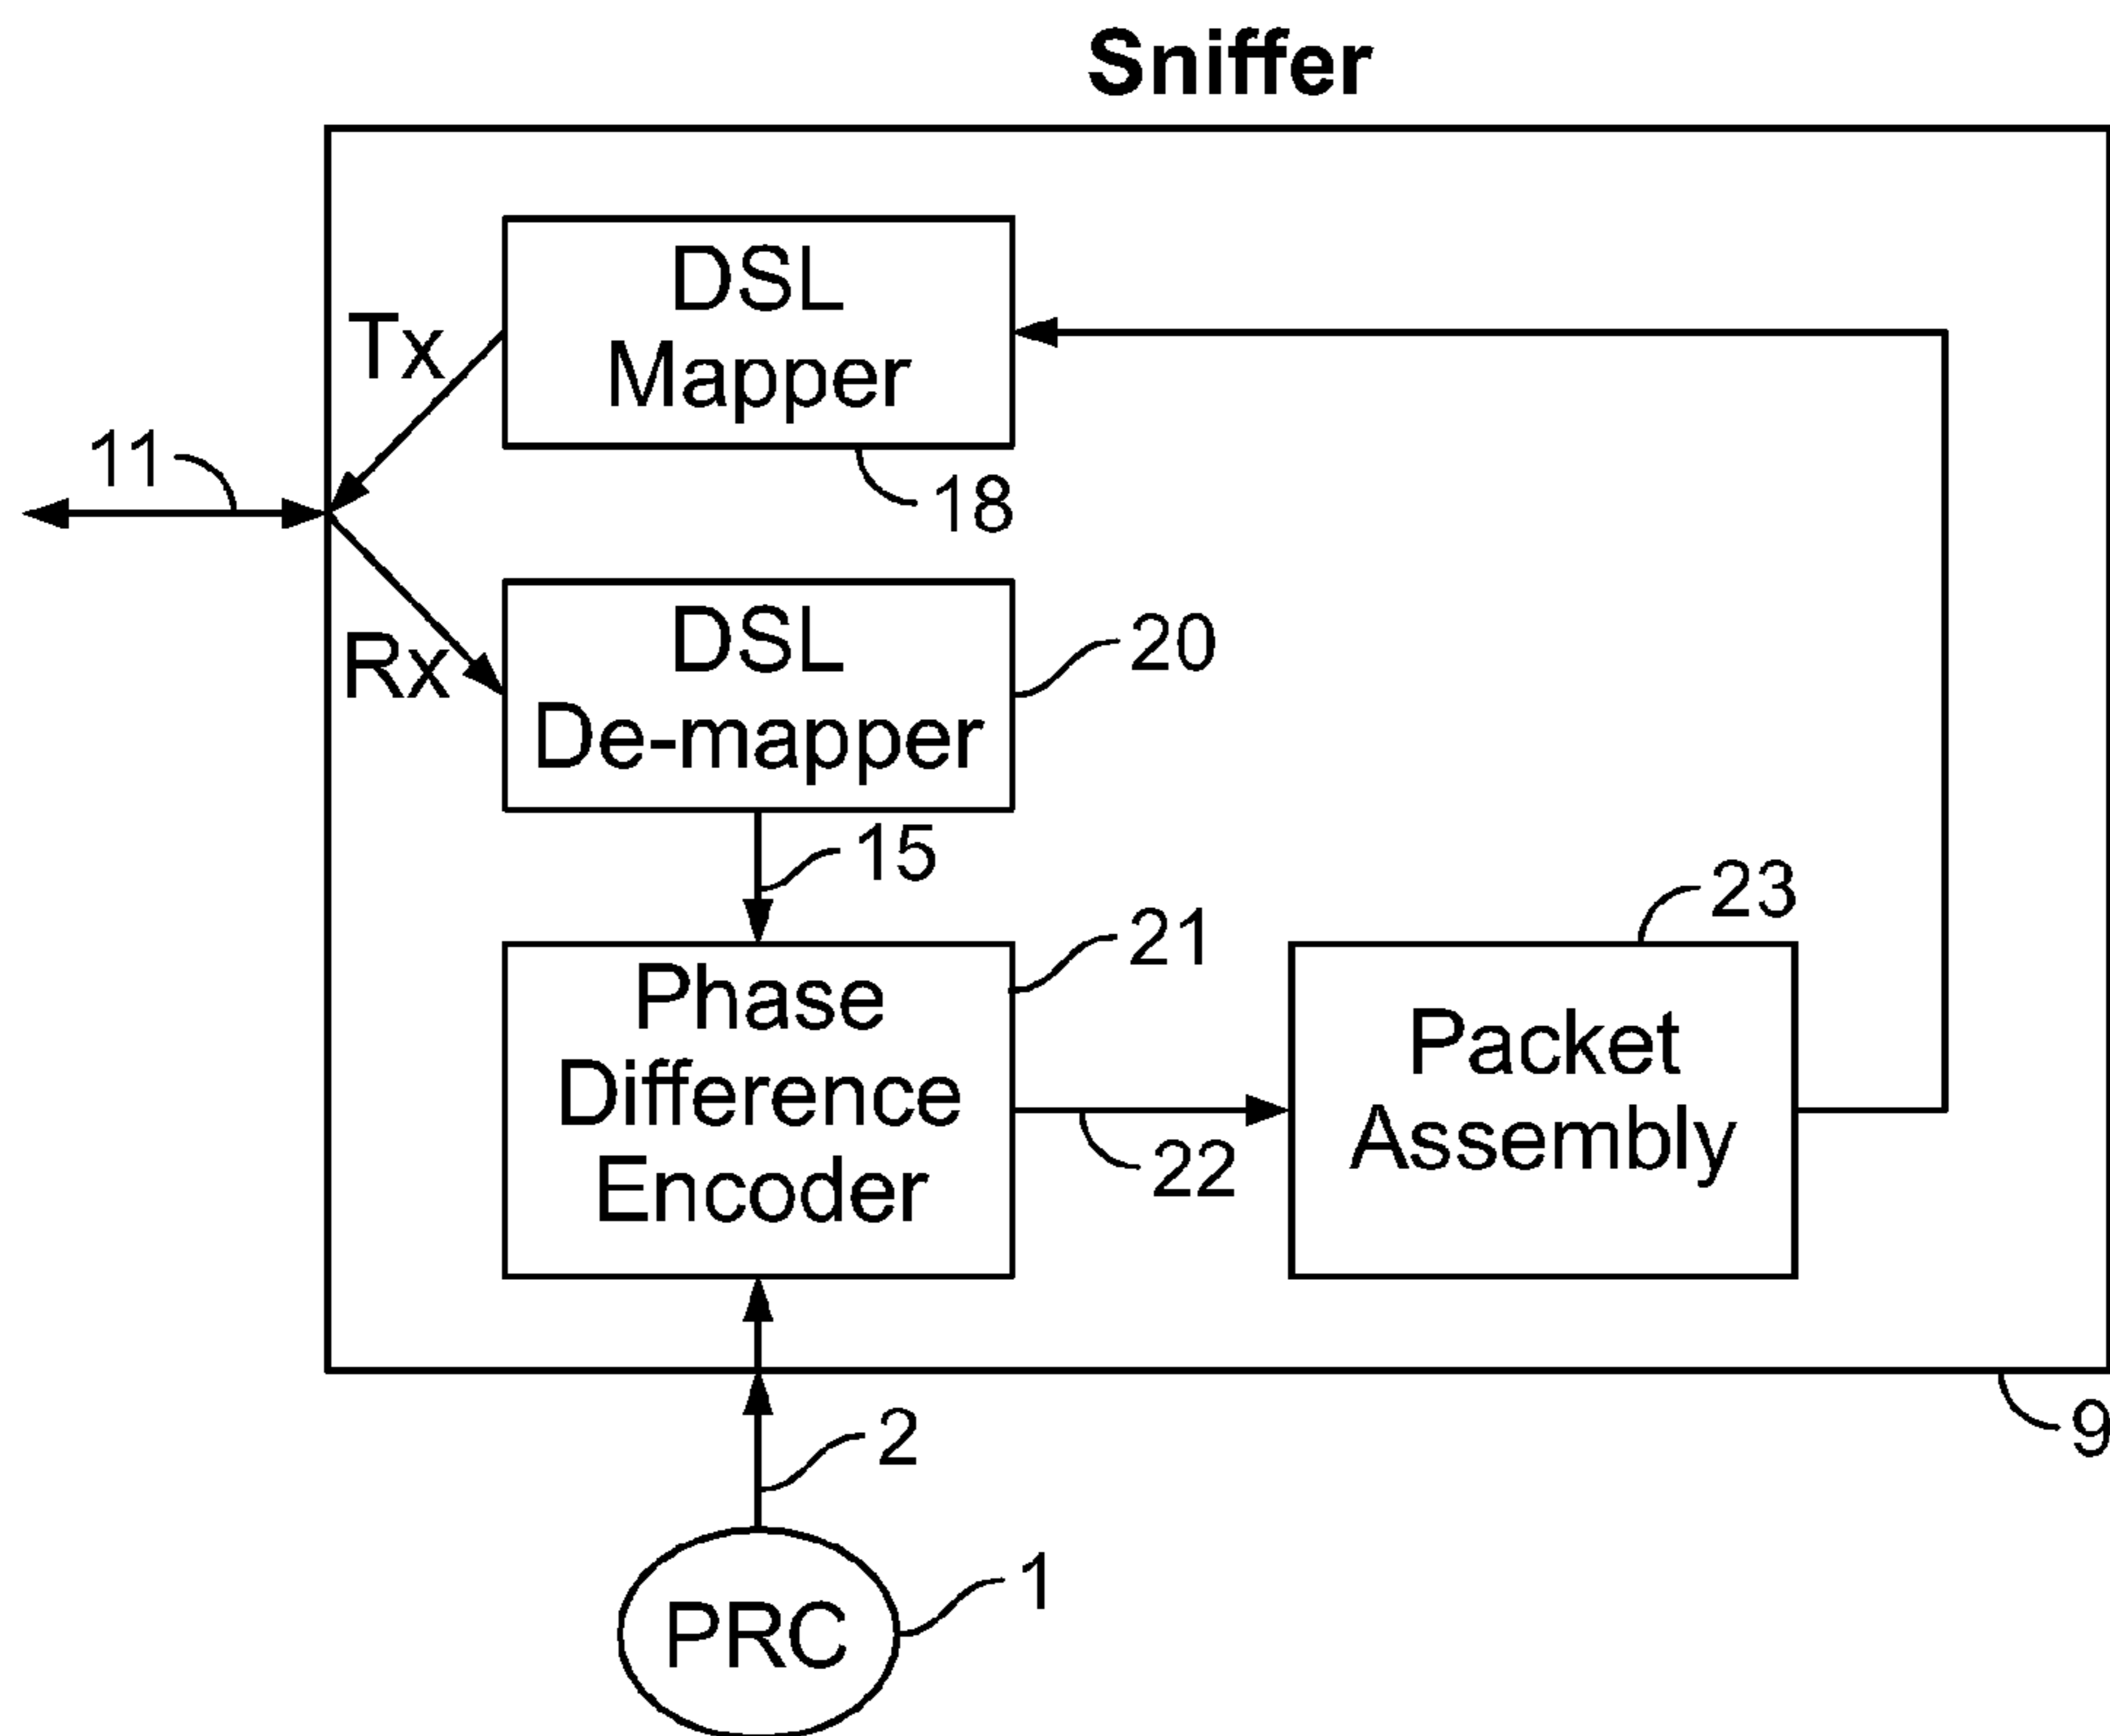 Sniffer
DSL
Mapper
Tx
11
18
DSL
De-mapper
20
Rx
15
23
21
Phase
Difference
Encoder
Packet
Assembly
22
2
9
1
PRC